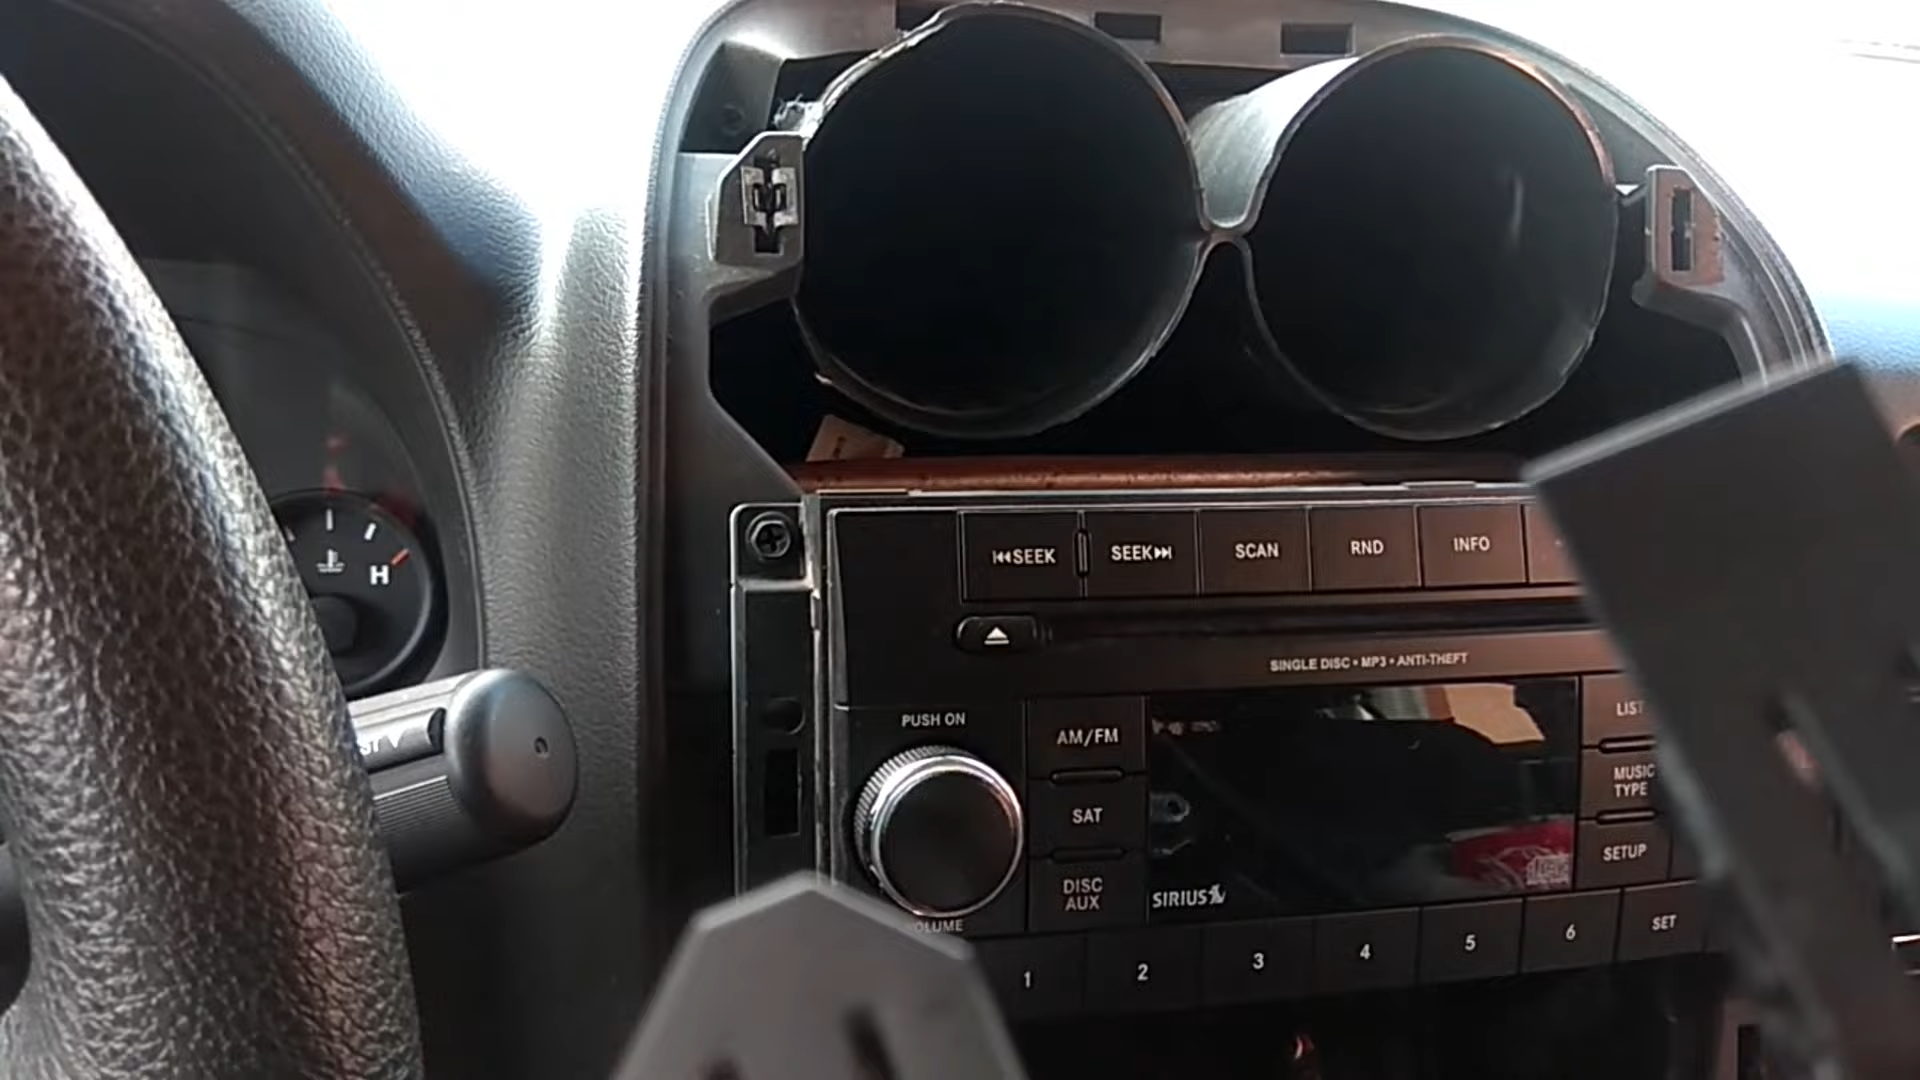 H
SEEK
SEEK
SCAN
RND
INFO
SINGLE DISC • MP3 • ANTI-THEFT
PUSH ON
AM/FM
SAT
DISC
AUX
SIRIUS
LIST
MUSIC
TYPE
SETUP
OLUME
1
2
3
4
5
6
SET